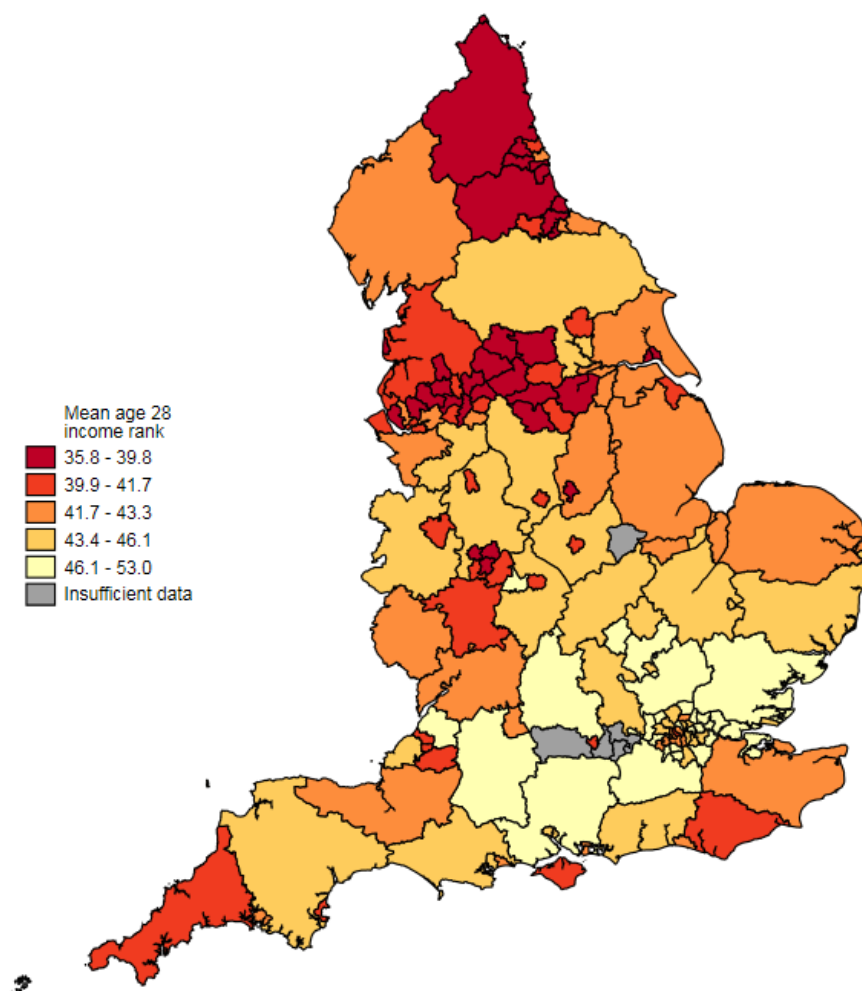 Mean age 28
income rank
35.8 - 39.8
39.9 - 41.7
41.7 - 43.3
43.4 - 46.1
46.1 - 53.0
Insufficient data